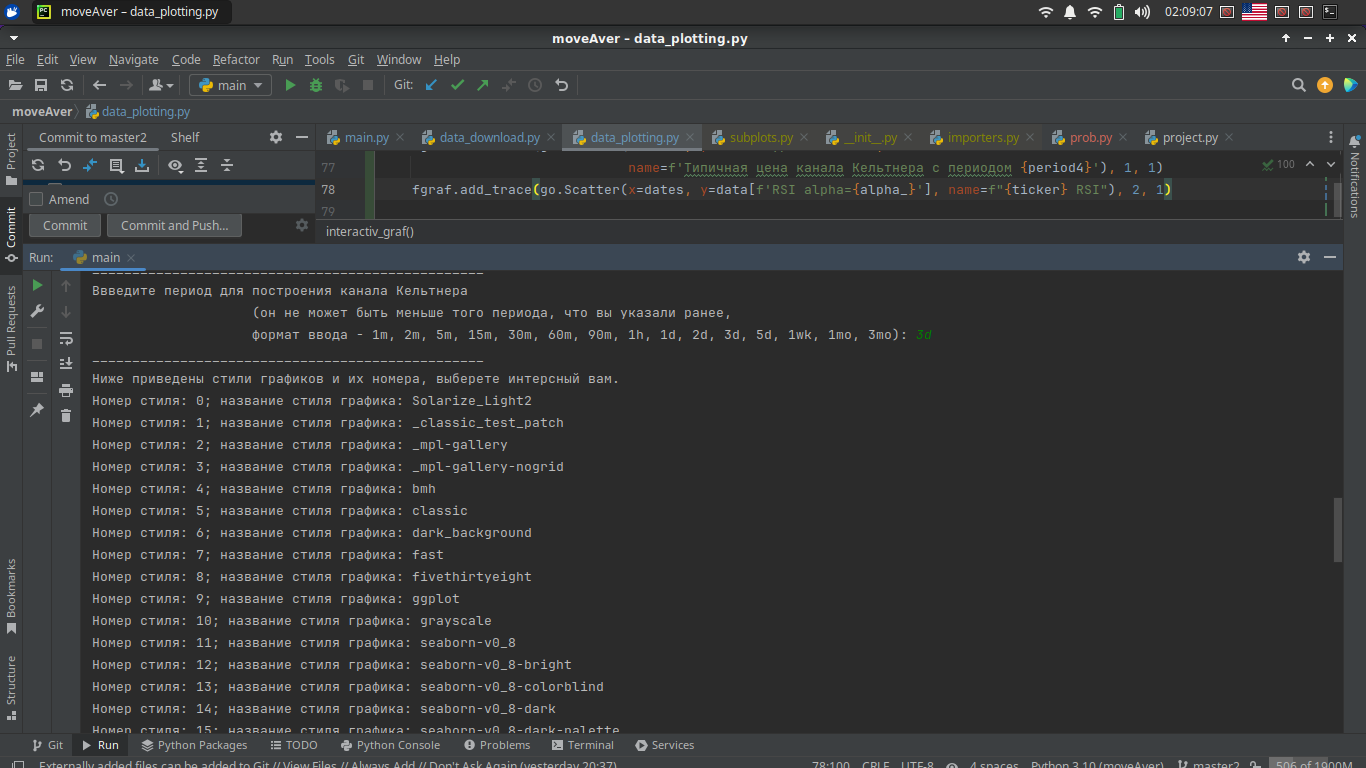 moveAver – data_plotting.py
02:09:07
moveAver – data_plotting.py
File Edit View Navigate Code Refactor Run Tools Git Window Help
main Git:
moveAver data_plotting.py
Project
Commit
Pull Requests
Bookmarks
Structure
Notifications
Commit to master2 Shelf
Amend
Commit Commit and Push...
main.py data_download.py data_plotting.py subplots.py __init__.py importers.py prob.py project.py
77 name=f'Типичная цена канала Кельтнера с периодом {period4}'), 1, 1)
100
78 fgraf.add_trace(go.Scatter(x=dates, y=data[f'RSI alpha={alpha_}'], name=f"{ticker} RSI"), 2, 1)
79
interactiv_graf()
Run: main
Ввведите период для построения канала Кельтнера
(он не может быть меньше того периода, что вы указали ранее,
формат ввода - 1m, 2m, 5m, 15m, 30m, 60m, 90m, 1h, 1d, 2d, 3d, 5d, 1wk, 1mo, 3mo): 3d
Ниже приведены стили графиков и их номера, выберете интерсный вам.
Номер стиля: 0; название стиля графика: Solarize_Light2
Номер стиля: 1; название стиля графика: _classic_test_patch
Номер стиля: 2; название стиля графика: _mpl-gallery
Номер стиля: 3; название стиля графика: _mpl-gallery-nogrid
Номер стиля: 4; название стиля графика: bmh
Номер стиля: 5; название стиля графика: classic
Номер стиля: 6; название стиля графика: dark_background
Номер стиля: 7; название стиля графика: fast
Номер стиля: 8; название стиля графика: fivethirtyeight
Номер стиля: 9; название стиля графика: ggplot
Номер стиля: 10; название стиля графика: grayscale
Номер стиля: 11; название стиля графика: seaborn-v0_8
Номер стиля: 12; название стиля графика: seaborn-v0_8-bright
Номер стиля: 13; название стиля графика: seaborn-v0_8-colorblind
Номер стиля: 14; название стиля графика: seaborn-v0_8-dark
Номер стиля: 15; название стиля графика: seaborn-v0_8-dark-palette
Git Run Python Packages TODO Python Console Problems Terminal Services
Externally added files can be added to Git // View Files // Always Add // Don't Ask Again (yesterday 20:37) 78:100 CRLF UTF-8 4 spaces Python 3.10 (moveAver) master2 506 of 1900M